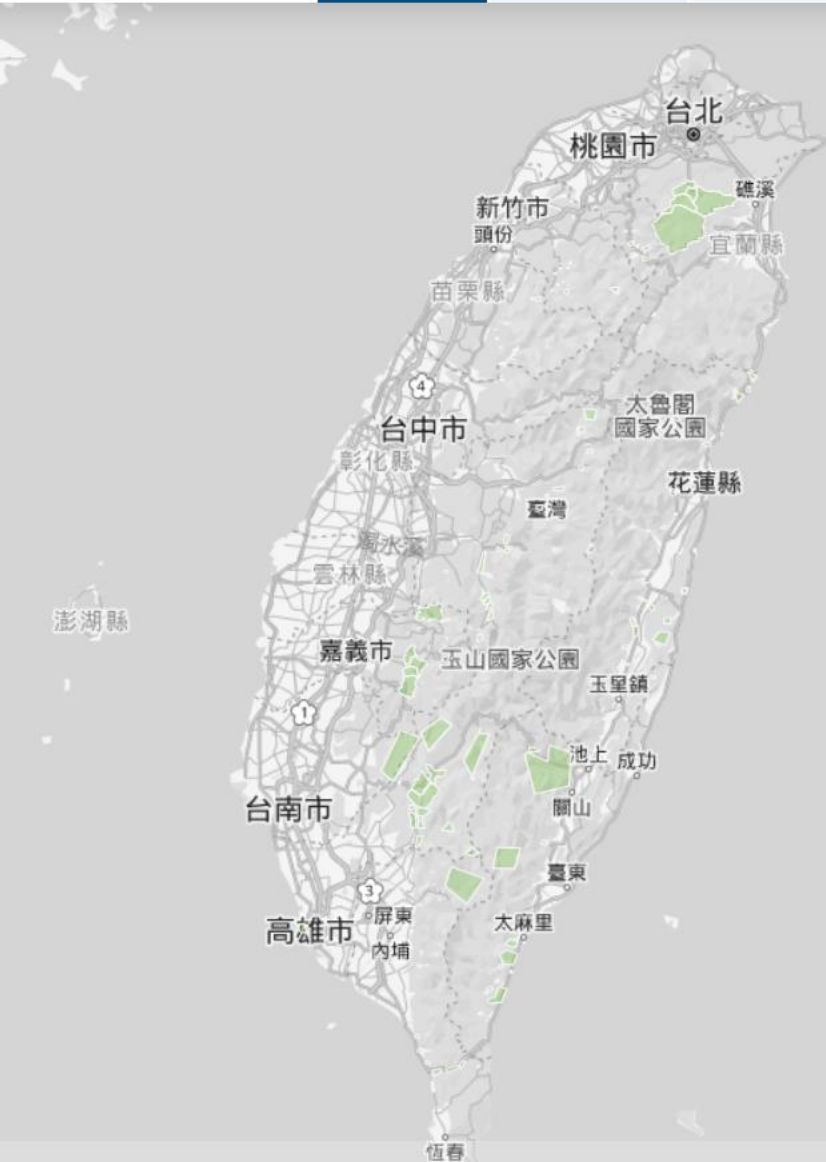 台北
桃園市
礁溪
新竹市
頭份
宜蘭縣
苗栗縣
4
太魯閣
國家公園
台中市
彰化縣
花蓮縣
臺灣
濁水溪
雲林縣
澎湖縣
嘉義市
玉山國家公園
玉里鎮
1
池上
成功
台南市
關山
臺東
3
屏東
太麻里
高雄市
內埔
恆春